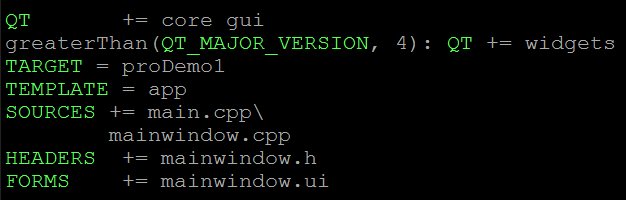 QT       += core gui
greaterThan(QT_MAJOR_VERSION, 4): QT += widgets
TARGET = proDemo1
TEMPLATE = app
SOURCES += main.cpp\
        mainwindow.cpp
HEADERS  += mainwindow.h
FORMS    += mainwindow.ui